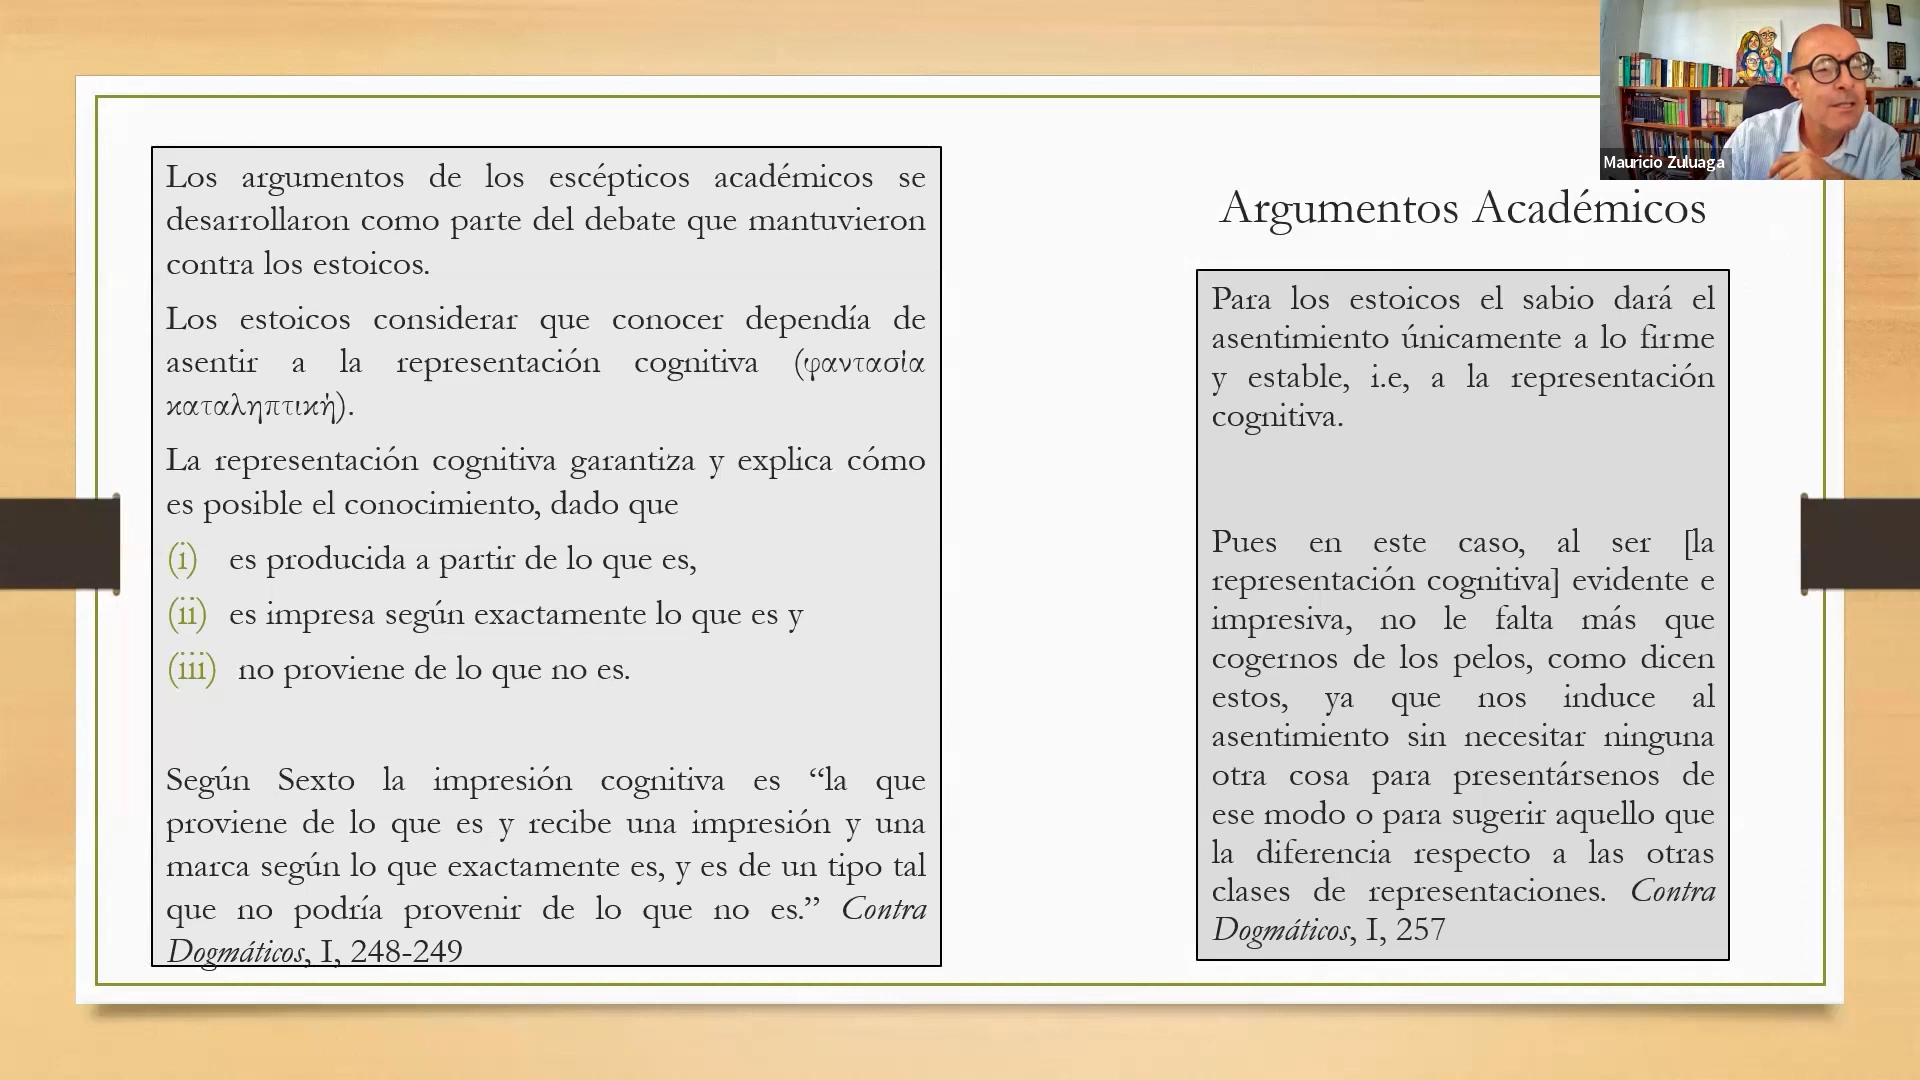 Mauricio Zuluaga
Argumentos Académicos
Los argumentos de los escépticos académicos se
desarrollaron como parte del debate que mantuvieron
contra los estoicos.
Los estoicos considerar que conocer dependía de
asentir a la representación cognitiva (φαντασία
καταληπτική).
La representación cognitiva garantiza y explica cómo
es posible el conocimiento, dado que
(i) es producida a partir de lo que es,
(ii) es impresa según exactamente lo que es y
(iii) no proviene de lo que no es.
Según Sexto la impresión cognitiva es “la que
proviene de lo que es y recibe una impresión y una
marca según lo que exactamente es, y es de un tipo tal
que no podría provenir de lo que no es.” Contra
Dogmáticos, I, 248-249
Para los estoicos el sabio dará el
asentimiento únicamente a lo firme
y estable, i.e, a la representación
cognitiva.
Pues en este caso, al ser [la
representación cognitiva] evidente e
impresiva, no le falta más que
cogernos de los pelos, como dicen
estos, ya que nos induce al
asentimiento sin necesitar ninguna
otra cosa para presentársenos de
ese modo o para sugerir aquello que
la diferencia respecto a las otras
clases de representaciones. Contra
Dogmáticos, I, 257